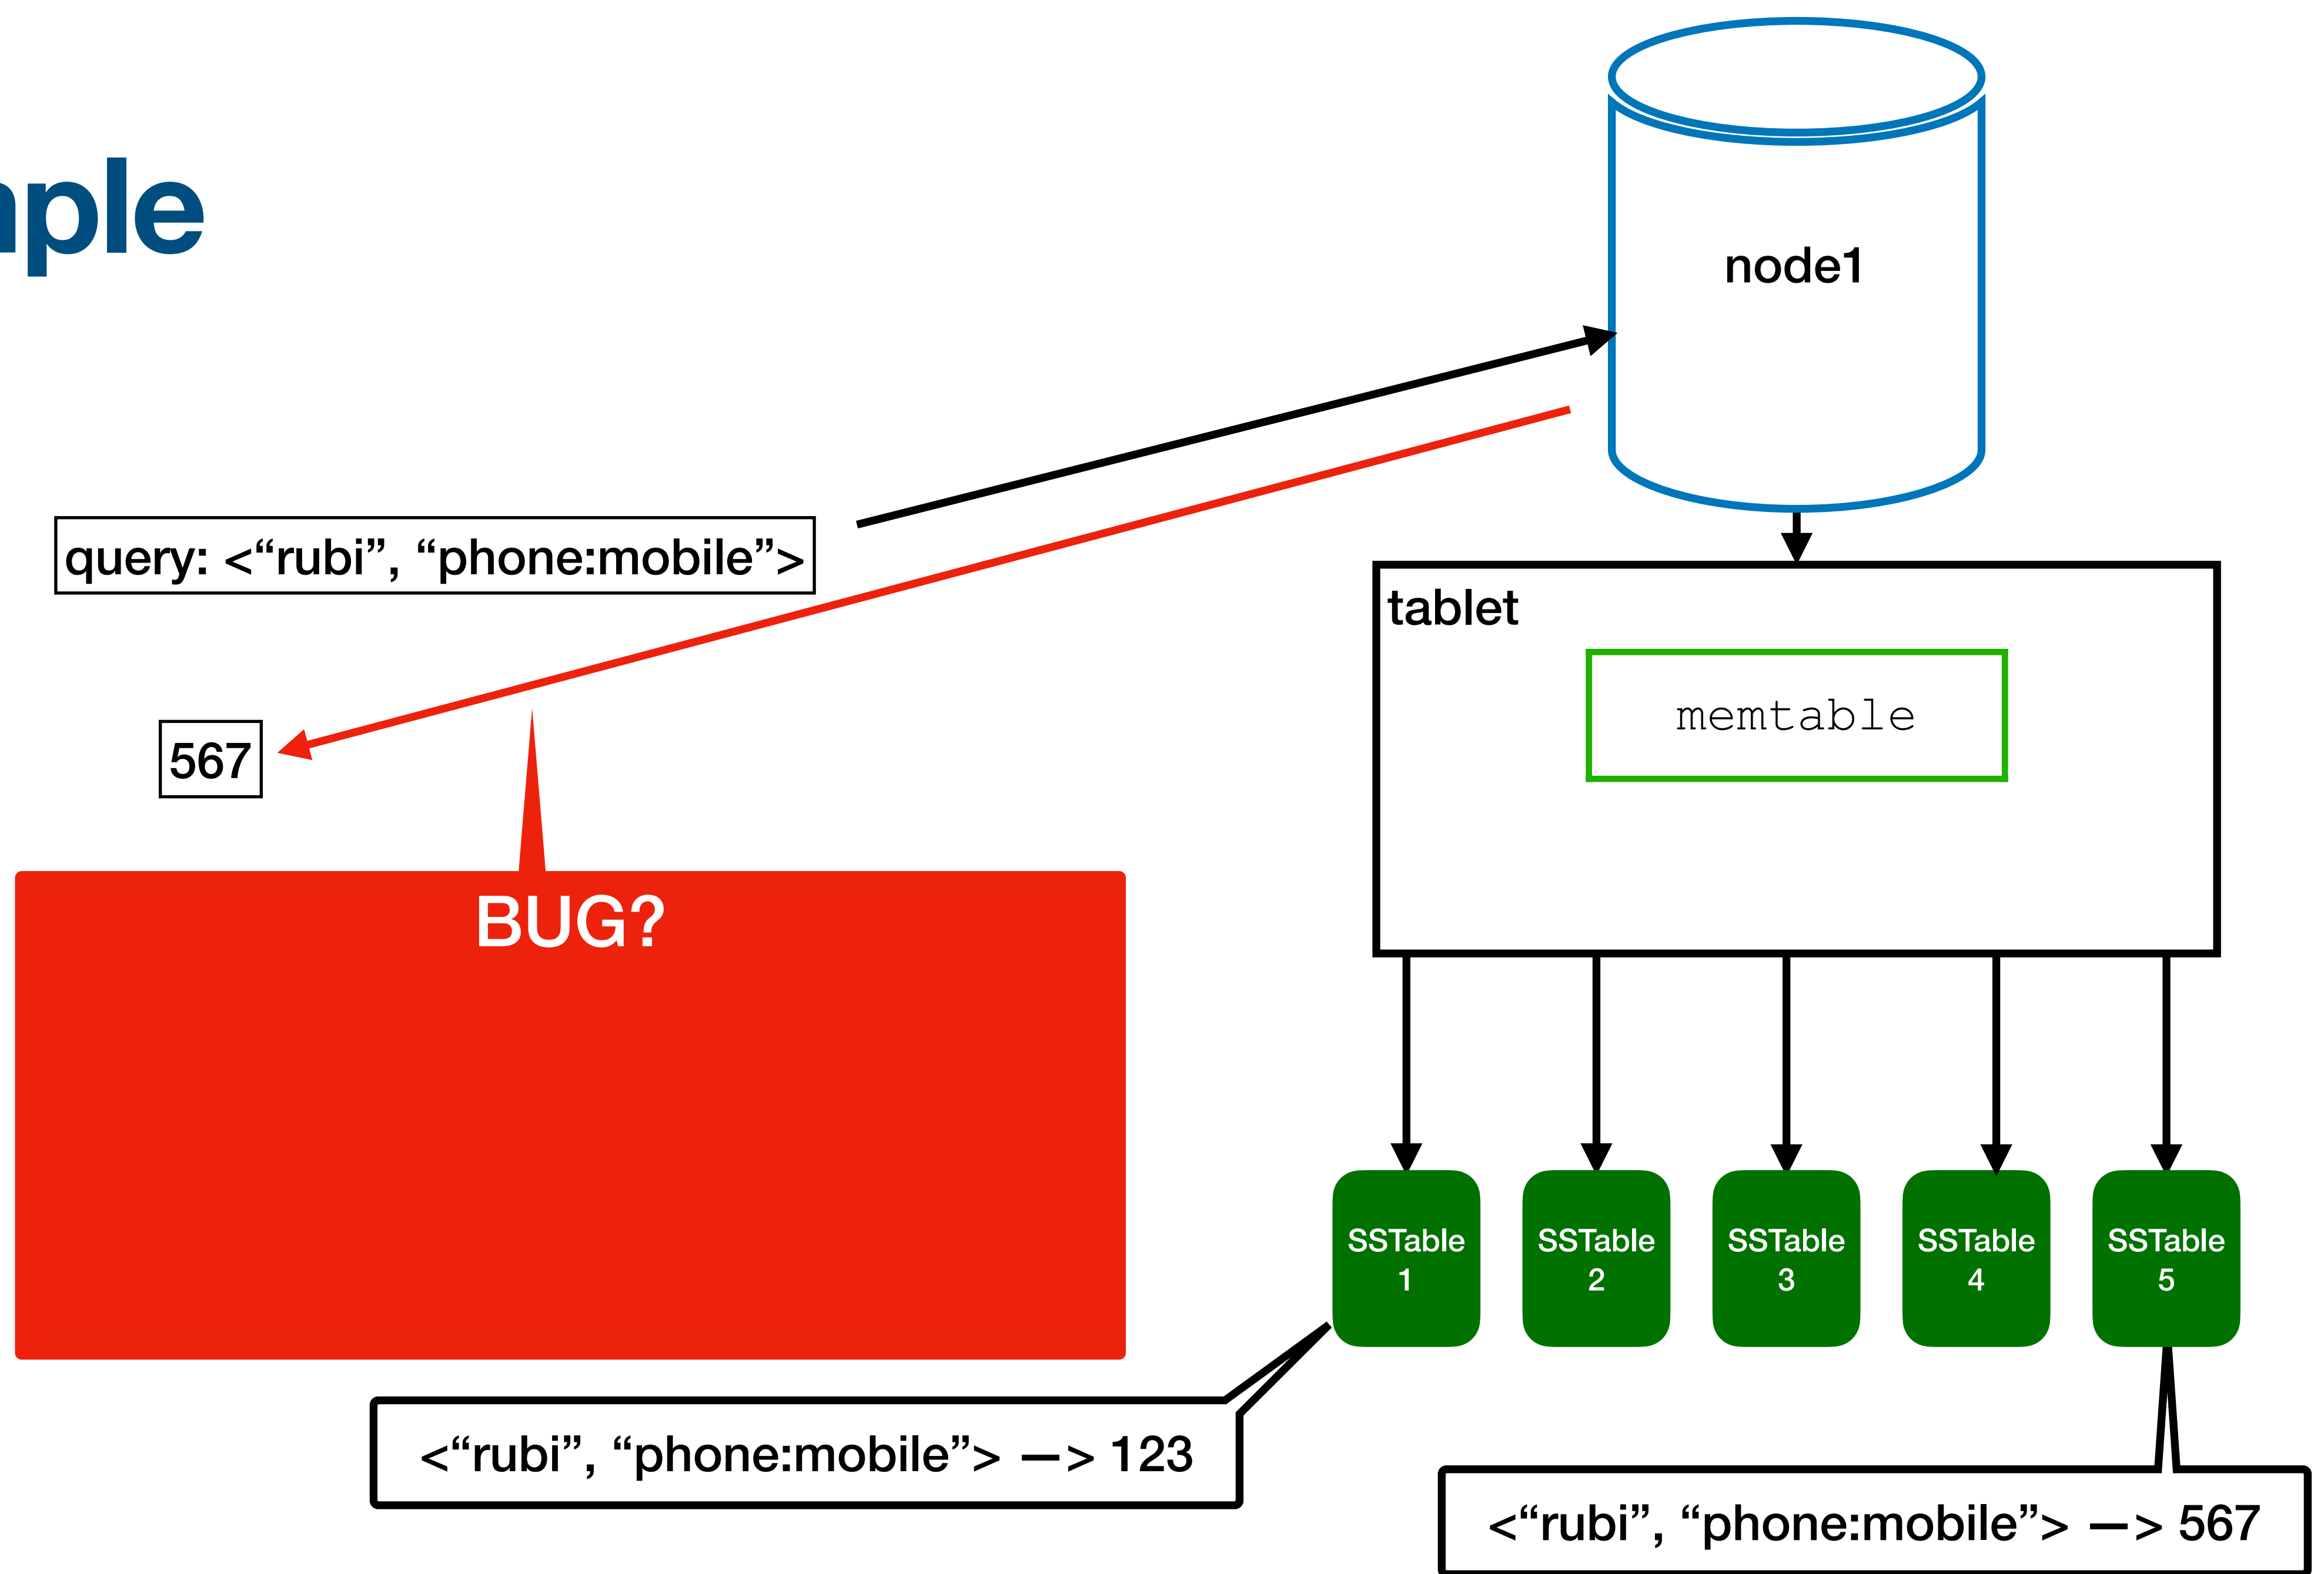 mple
node1
query: <“rubi”, “phone:mobile”>
tablet
memtable
567
BUG?
SSTable
1
SSTable
2
SSTable
3
SSTable
4
SSTable
5
<“rubi”, “phone:mobile”> —> 123
<“rubi”, “phone:mobile”> —> 567